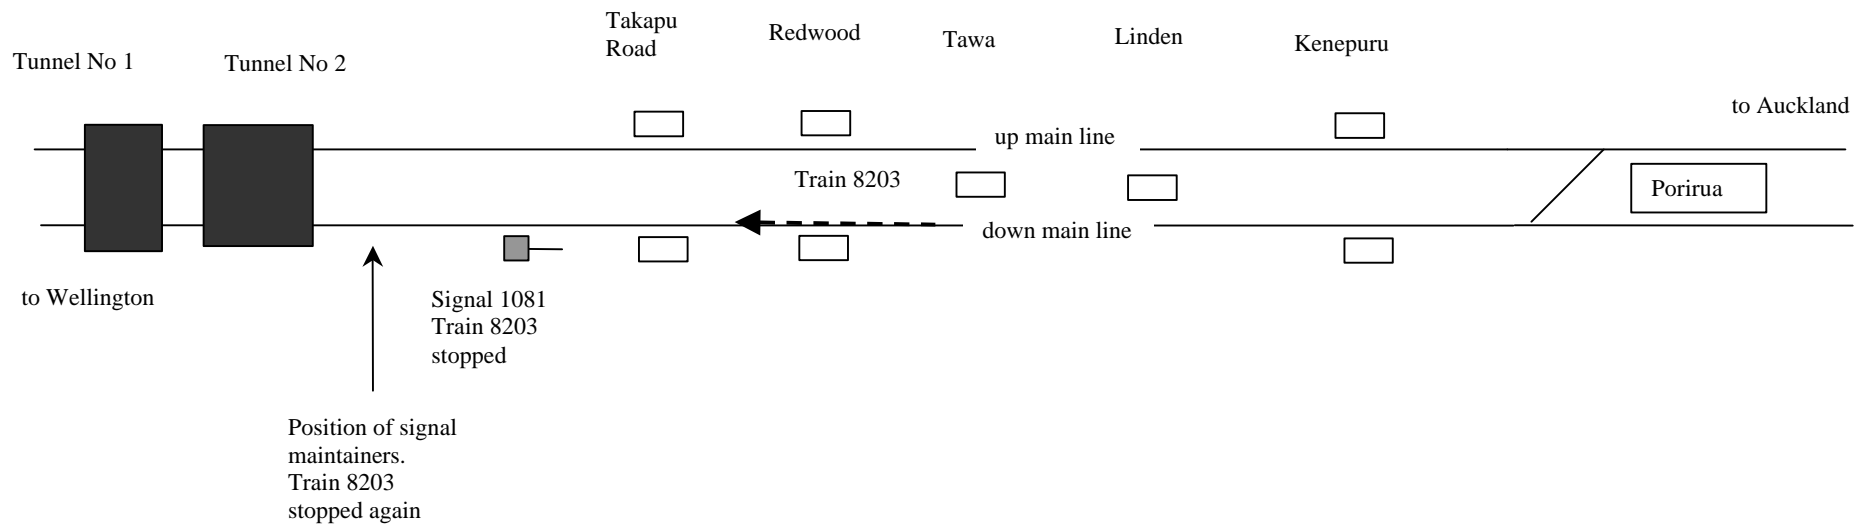 Takapu
Road
Redwood
Tawa
Linden
Kenepuru
Tunnel No 1
Tunnel No 2
to Auckland
up main line
Train 8203
Porirua
down main line
to Wellington
Signal 1081
Train 8203
stopped
Position of signal
maintainers.
Train 8203
stopped again